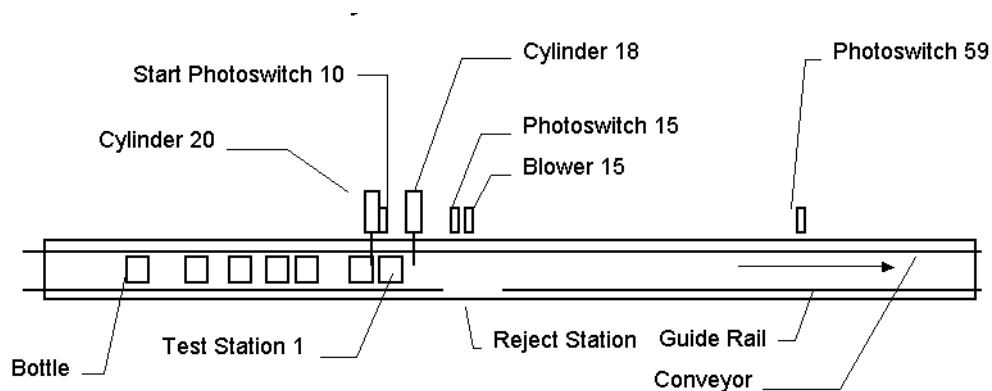 Cylinder 18
Photoswitch 59
Start Photoswitch 10
Photoswitch 15
Cylinder 20
Blower 15
Reject Station
Guide Rail
Test Station 1
Bottle
Conveyor